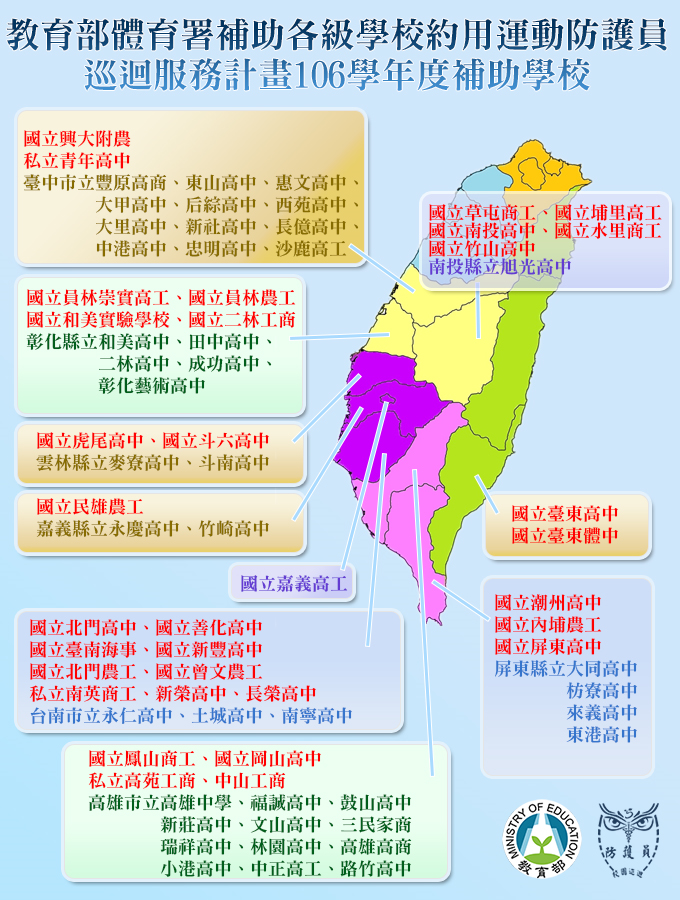 教育部體育署補助各級學校約用運動防護員
巡迴服務計畫106學年度補助學校
國立興大附農
私立青年高中
臺中市立豐原高商、東山高中、惠文高中、
大甲高中、后綜高中、西苑高中、
大里高中、新社高中、長億高中、
中港高中、忠明高中、沙鹿高工
國立草屯商工、國立埔里高工
國立南投高中、國立水里商工
國立竹山高中
南投縣立旭光高中
國立員林崇實高工、國立員林農工
國立和美實驗學校、國立二林工商
彰化縣立和美高中、田中高中、
二林高中、成功高中、
彰化藝術高中
國立虎尾高中、國立斗六高中
雲林縣立麥寮高中、斗南高中
國立民雄農工
嘉義縣立永慶高中、竹崎高中
國立臺東高中
國立臺東體中
國立嘉義高工
國立潮州高中
國立內埔農工
國立屏東高中
屏東縣立大同高中
枋寮高中
來義高中
東港高中
國立北門高中、國立善化高中
國立臺南海事、國立新豐高中
國立北門農工、國立曾文農工
私立南英商工、新榮高中、長榮高中
台南市立永仁高中、土城高中、南寧高中
國立鳳山商工、國立岡山高中
私立高苑工商、中山工商
高雄市立高雄中學、福誠高中、鼓山高中
新莊高中、文山高中、三民家商
瑞祥高中、林園高中、高雄高商
小港高中、中正高工、路竹高中
MINISTRY OF EDUCATION
教育部
防護員
校園巡迴